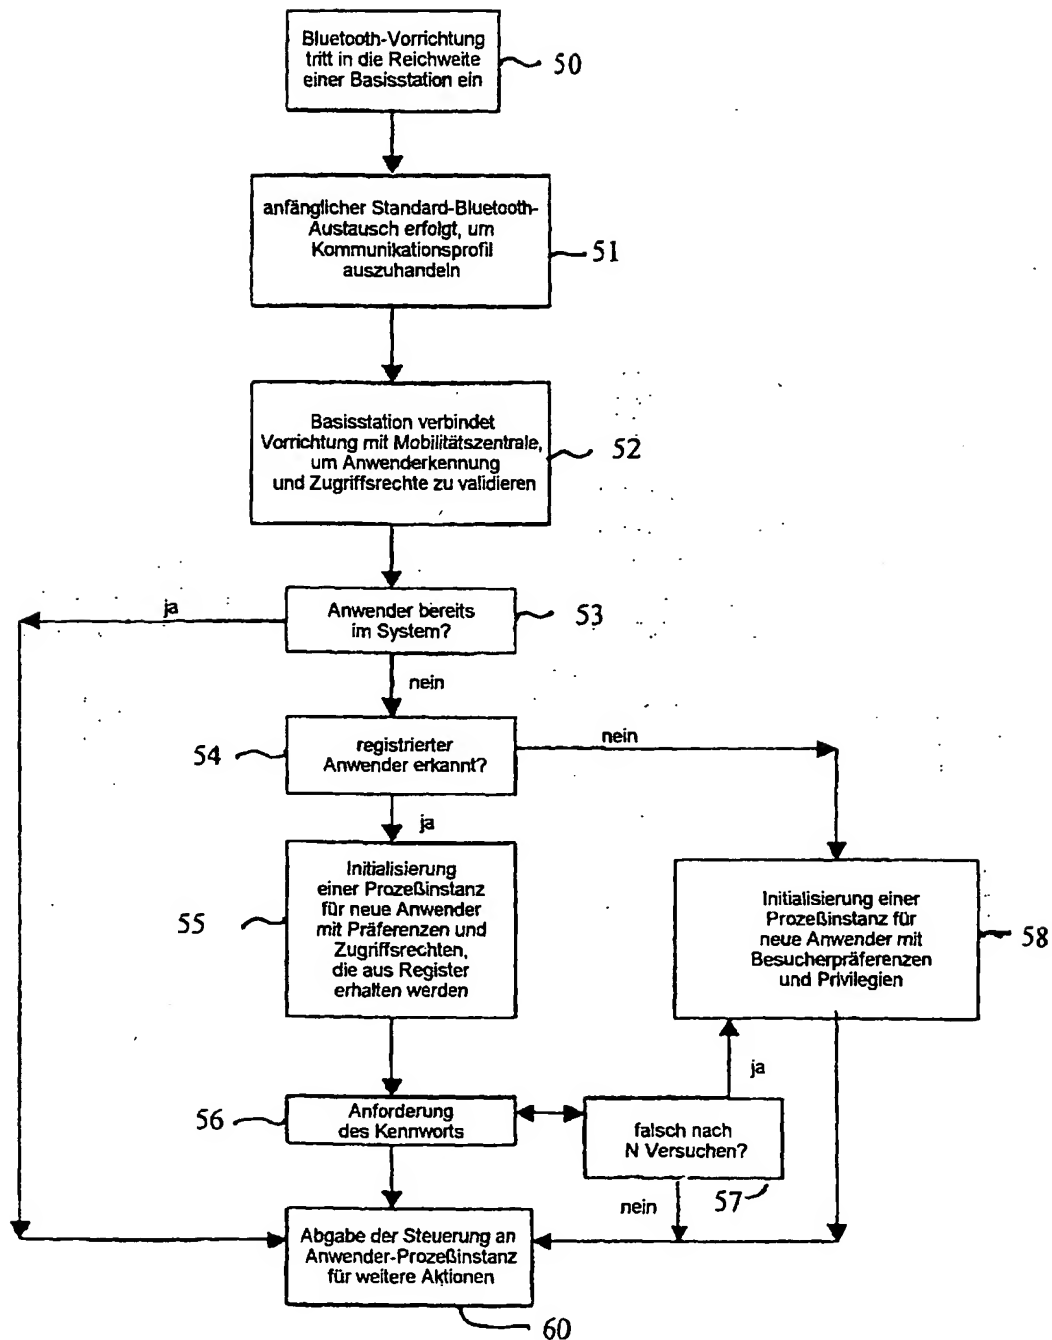 Bluetooth-Vorrichtung
tritt in die Reichweite
einer Basisstation ein
50
anfänglicher Standard-Bluetooth-
Austausch erfolgt, um
Kommunikationsprofil
auszuhandeln
51
Basisstation verbindet
Vorrichtung mit Mobilitätszentrale,
um Anwenderkennung
und Zugriffsrechte zu validieren
52
ja
Anwender bereits
im System?
53
nein
54
registrierter
Anwender erkannt?
nein
ja
55
Initialisierung
einer Prozeßinstanz
für neue Anwender
mit Präferenzen und
Zugriffsrechten,
die aus Register
erhalten werden
Initialisierung einer
Prozeßinstanz für
neue Anwender mit
Besucherpräferenzen
und Privilegien
58
ja
56
Anforderung
des Kennworts
falsch nach
N Versuchen?
57
nein
Abgabe der Steuerung an
Anwender-Prozeßinstanz
für weitere Aktionen
60